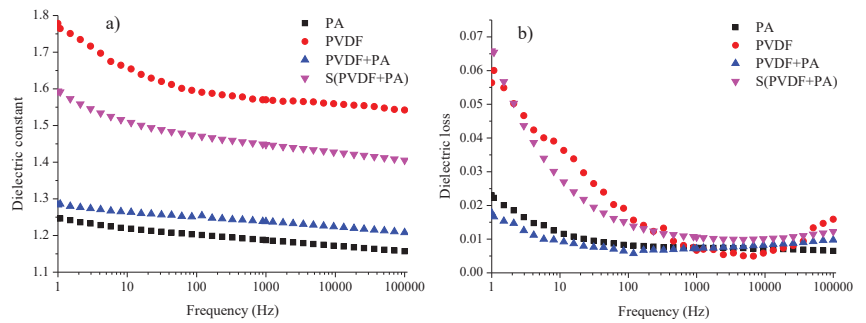 a)
PA
PVDF
PVDF+PA
S(PVDF+PA)
Dielectric constant
1.8
1.7
1.6
1.5
1.4
1.3
1.2
1.1
1
10
100
1000
10000
100000
Frequency (Hz)
b)
PA
PVDF
PVDF+PA
S(PVDF+PA)
Dielectric loss
0.07
0.06
0.05
0.04
0.03
0.02
0.01
0.00
1
10
100
1000
10000
100000
Frequency (Hz)